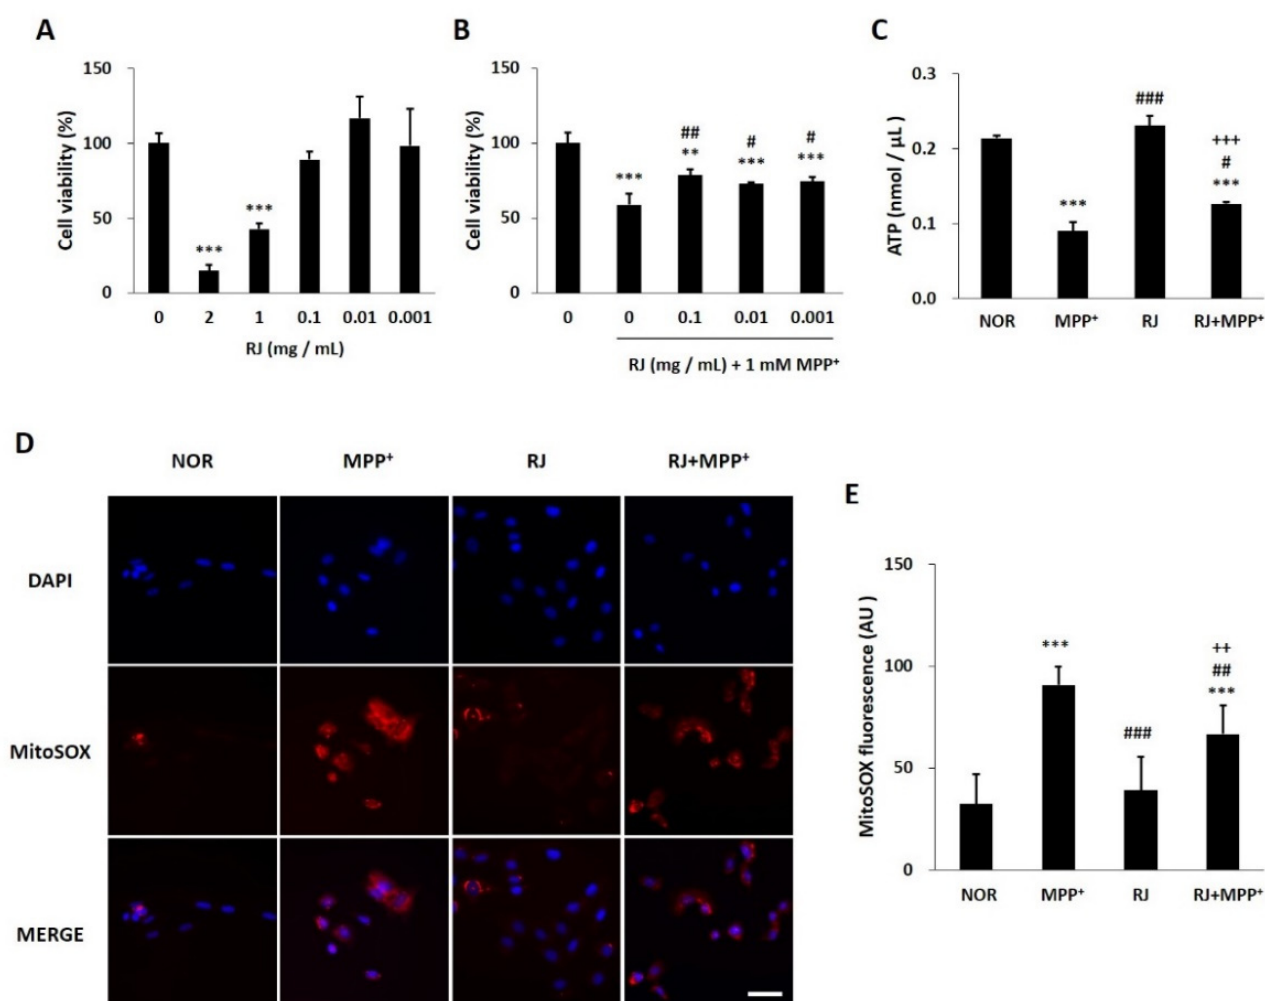 A
Cell viability (%)
150
100
50
0
***
***
0 2 1 0.1 0.01 0.001
RJ (mg / mL)
B
Cell viability (%)
150
100
50
0
***
##
**
#
***
#
***
0 0 0.1 0.01 0.001
RJ (mg / mL) + 1 mM MPP⁺
C
ATP (nmol / µL )
0.3
0.2
0.1
0.0
***
###
+++
#
***
NOR MPP⁺ RJ RJ+MPP⁺
D
NOR MPP⁺ RJ RJ+MPP⁺
DAPI
MitoSOX
MERGE
E
MitoSOX fluorescence (AU )
150
100
50
0
***
###
++
##
***
NOR MPP⁺ RJ RJ+MPP⁺